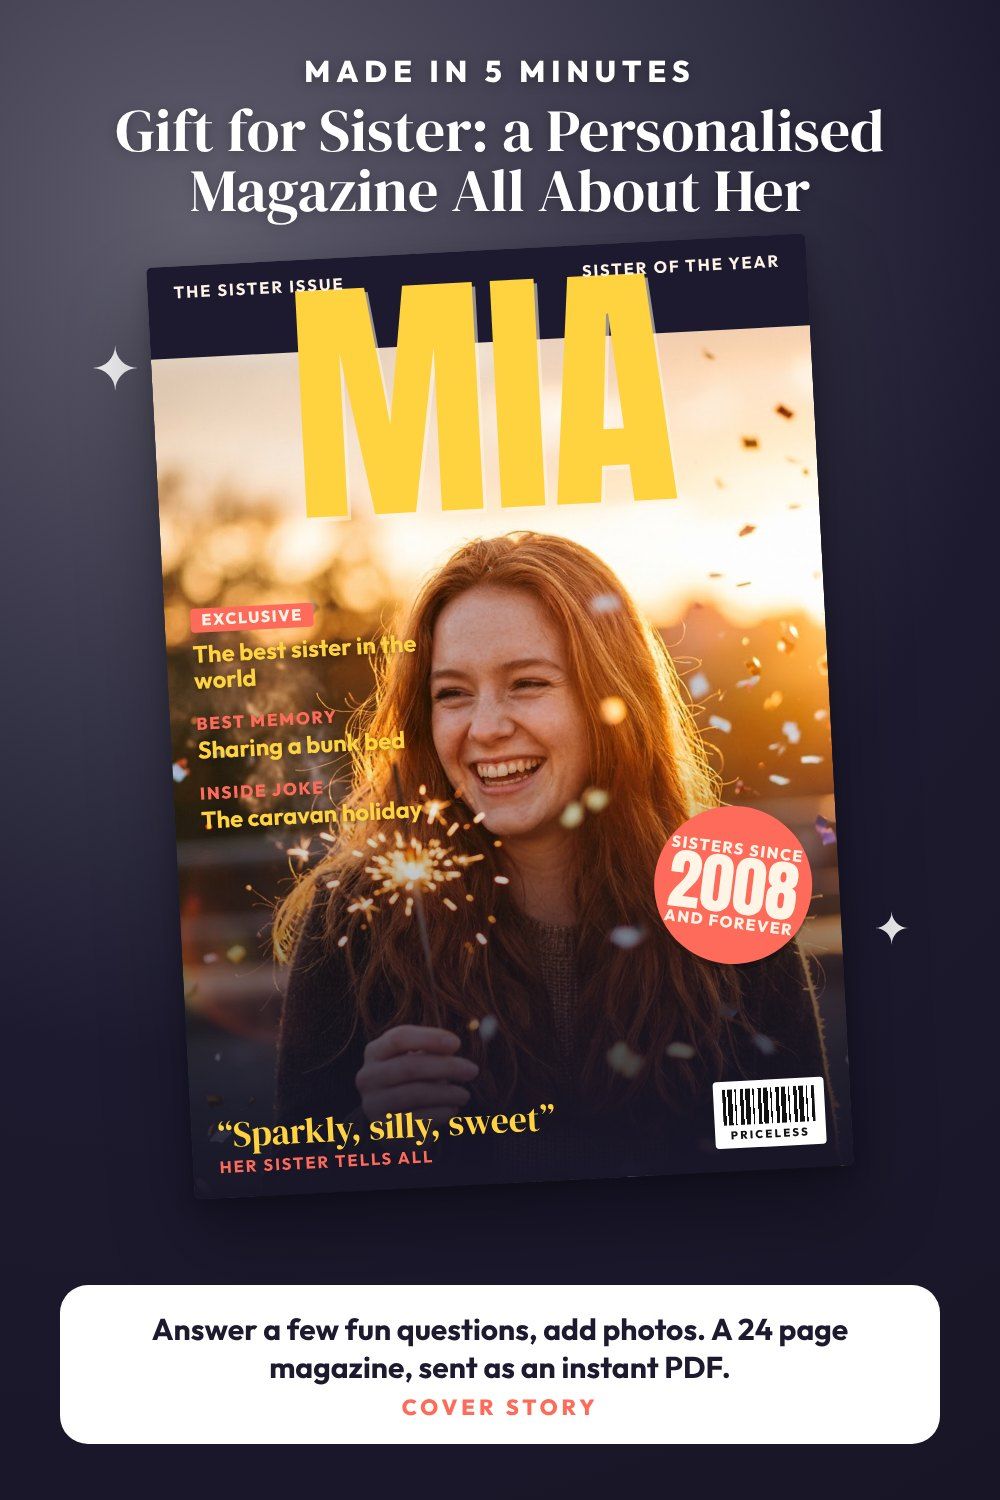 MADE IN 5 MINUTES
Gift for Sister: a Personalised
Magazine All About Her
THE SISTER ISSUE
SISTER OF THE YEAR
MIA
EXCLUSIVE
The best sister in the
world
BEST MEMORY
Sharing a bunk bed
INSIDE JOKE
The caravan holiday
SISTERS SINCE
2008
AND FOREVER
“Sparkly, silly, sweet”
HER SISTER TELLS ALL
PRICELESS
Answer a few fun questions, add photos. A 24 page
magazine, sent as an instant PDF.
COVER STORY